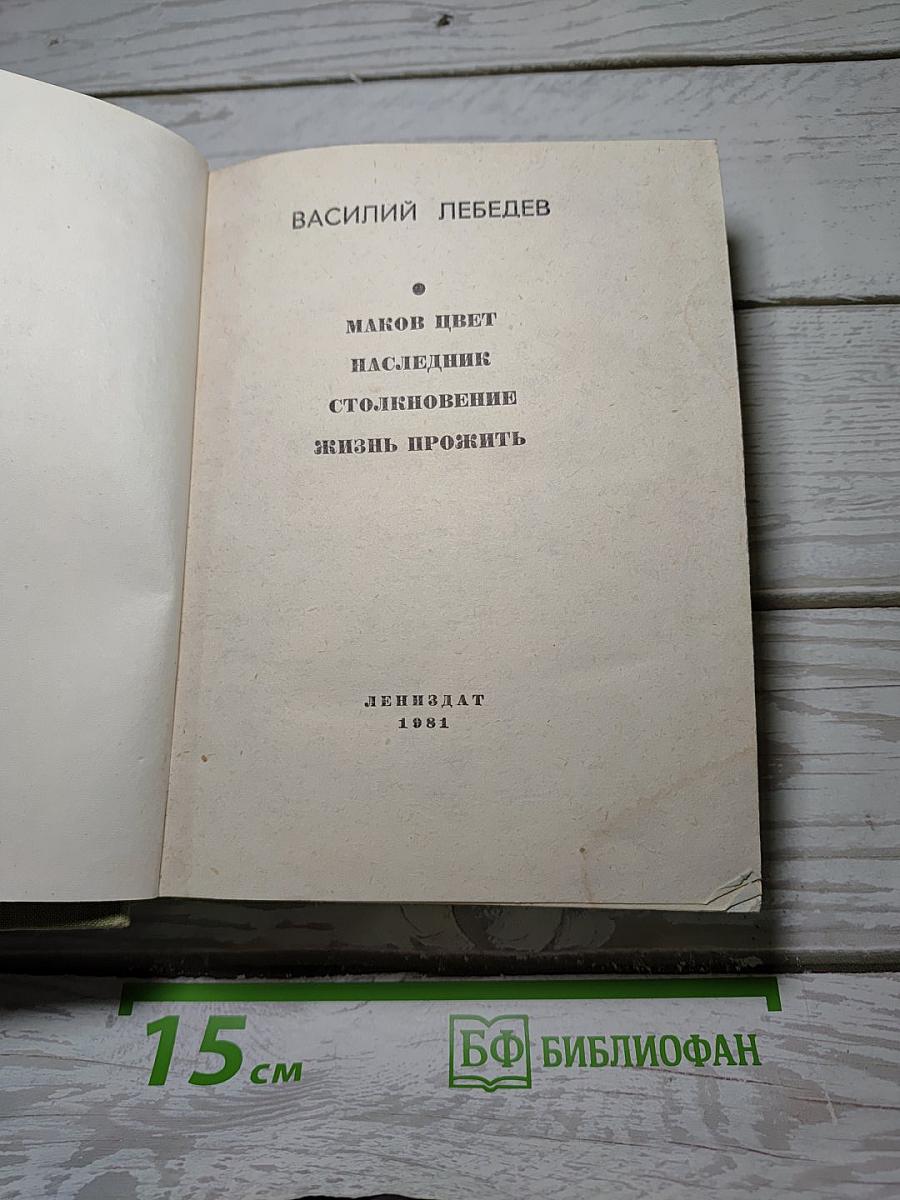 ВАСИЛИЙ ЛЕБЕДЕВ
МАКОВ ЦВЕТ
НАСЛЕДНИК
СТОЛКНОВЕНИЕ
ЖИЗНЬ ПРОЖИТЬ
ЛЕНИЗДАТ
1981
15 см
БФ БИБЛИОФАН